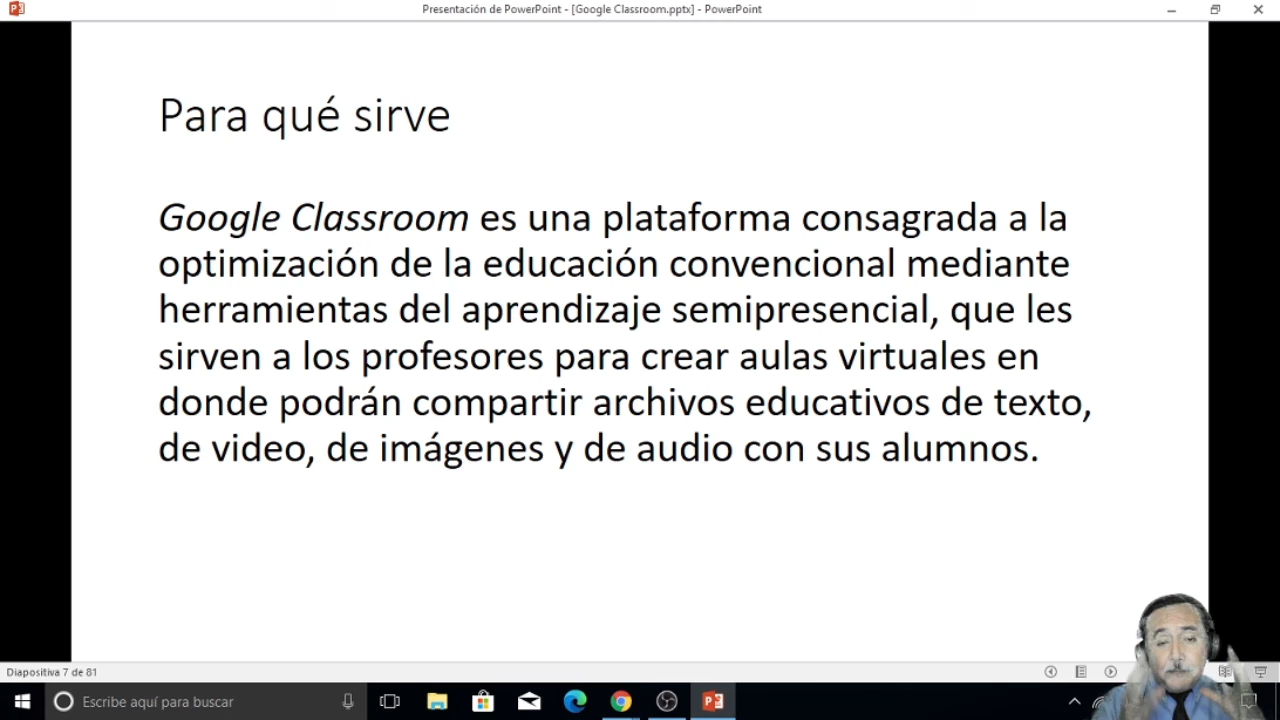 Presentación de PowerPoint - [Google Classroom.pptx] - PowerPoint
Para qué sirve
Google Classroom es una plataforma consagrada a la
optimización de la educación convencional mediante
herramientas del aprendizaje semipresencial, que les
sirven a los profesores para crear aulas virtuales en
donde podrán compartir archivos educativos de texto,
de video, de imágenes y de audio con sus alumnos.
Diapositiva 7 de 81
Escribe aquí para buscar